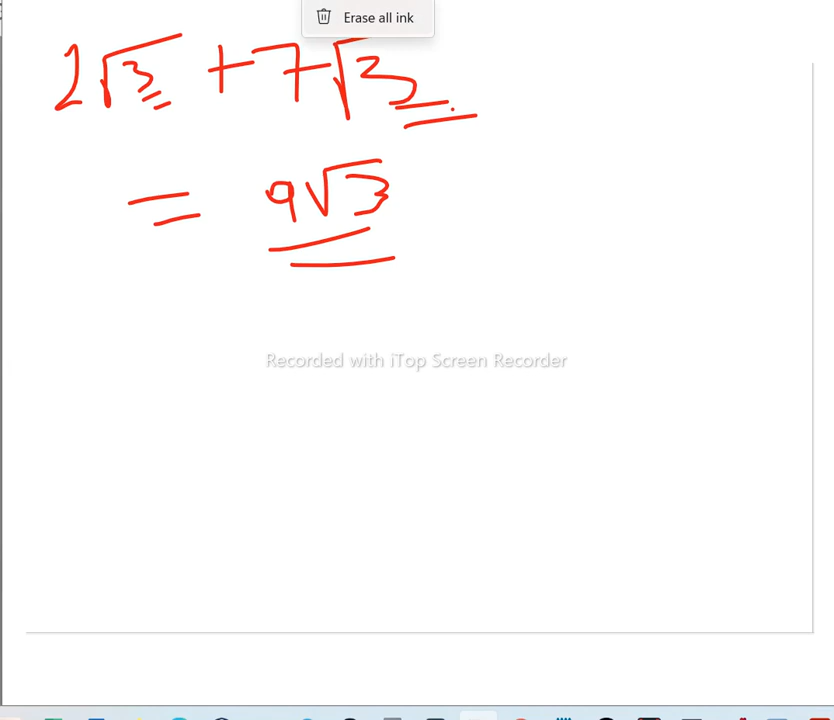 Erase all ink
2√3 + 7√3
= 9√3
Recorded with iTop Screen Recorder